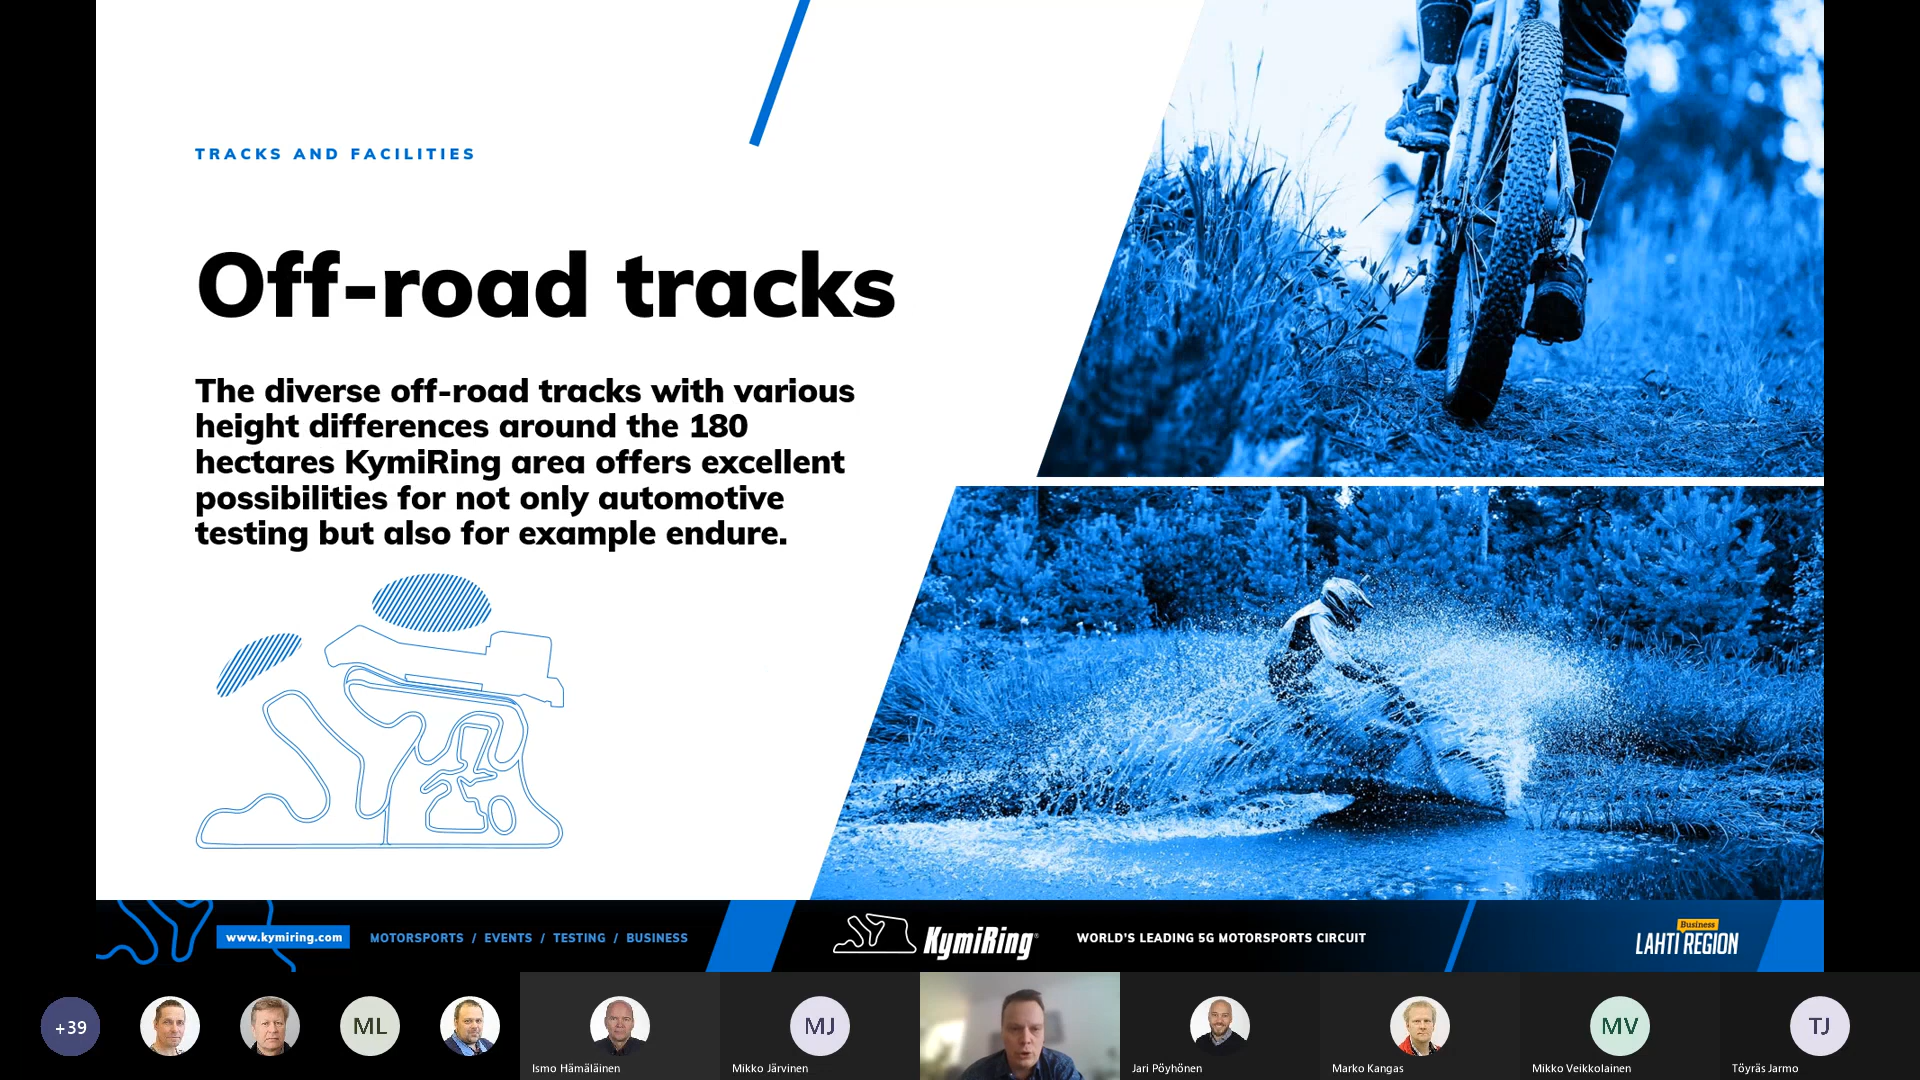 TRACKS AND FACILITIES
Off-road tracks
The diverse off-road tracks with various
height differences around the 180
hectares KymiRing area offers excellent
possibilities for not only automotive
testing but also for example endure.
www.kymiring.com
MOTORSPORTS / EVENTS / TESTING / BUSINESS
KymiRing®
WORLD'S LEADING 5G MOTORSPORTS CIRCUIT
Business
LAHTI REGION
+39
ML
Ismo Hämäläinen
MJ
Mikko Järvinen
Jari Pöyhönen
Marko Kangas
MV
Mikko Veikkolainen
TJ
Töyräs Jarmo